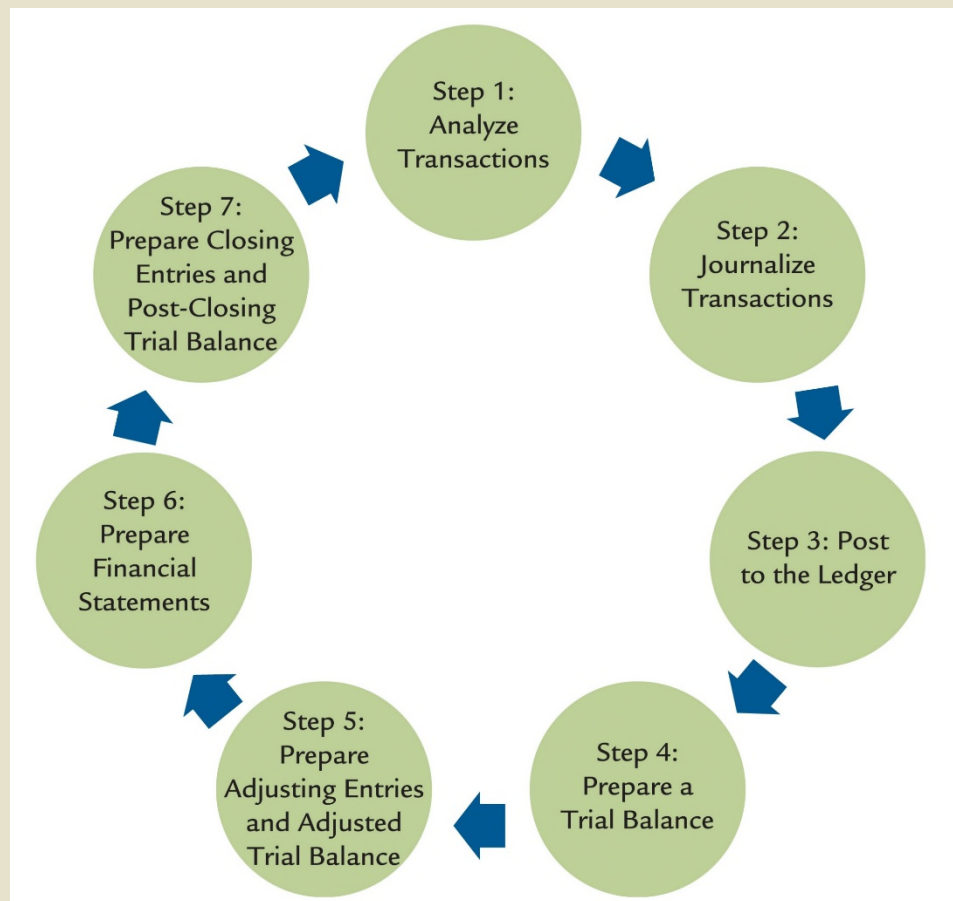 Step 1:
Analyze
Transactions
Step 2:
Journalize
Transactions
Step 3: Post
to the Ledger
Step 4:
Prepare a
Trial Balance
Step 5:
Prepare
Adjusting Entries
and Adjusted
Trial Balance
Step 6:
Prepare
Financial
Statements
Step 7:
Prepare Closing
Entries and
Post-Closing
Trial Balance